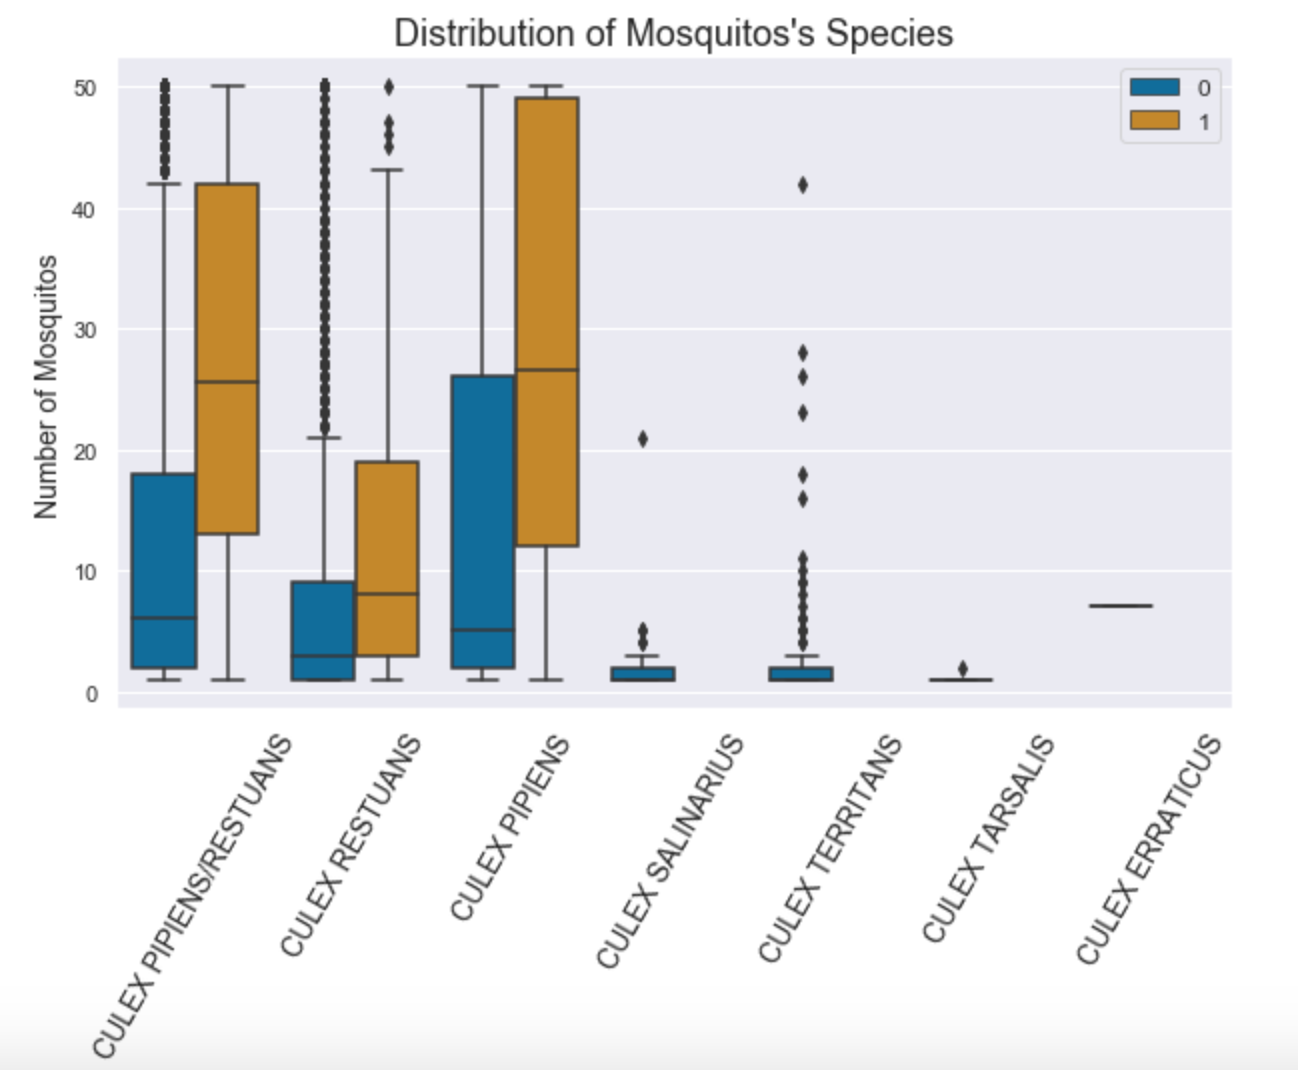 Distribution of Mosquitos's Species
0
1
Number of Mosquitos
50
40
30
20
10
0
CULEX PIPIENS/RESTUANS
CULEX RESTUANS
CULEX PIPIENS
CULEX SALINARIUS
CULEX TERRITANS
CULEX TARSALIS
CULEX ERRATICUS